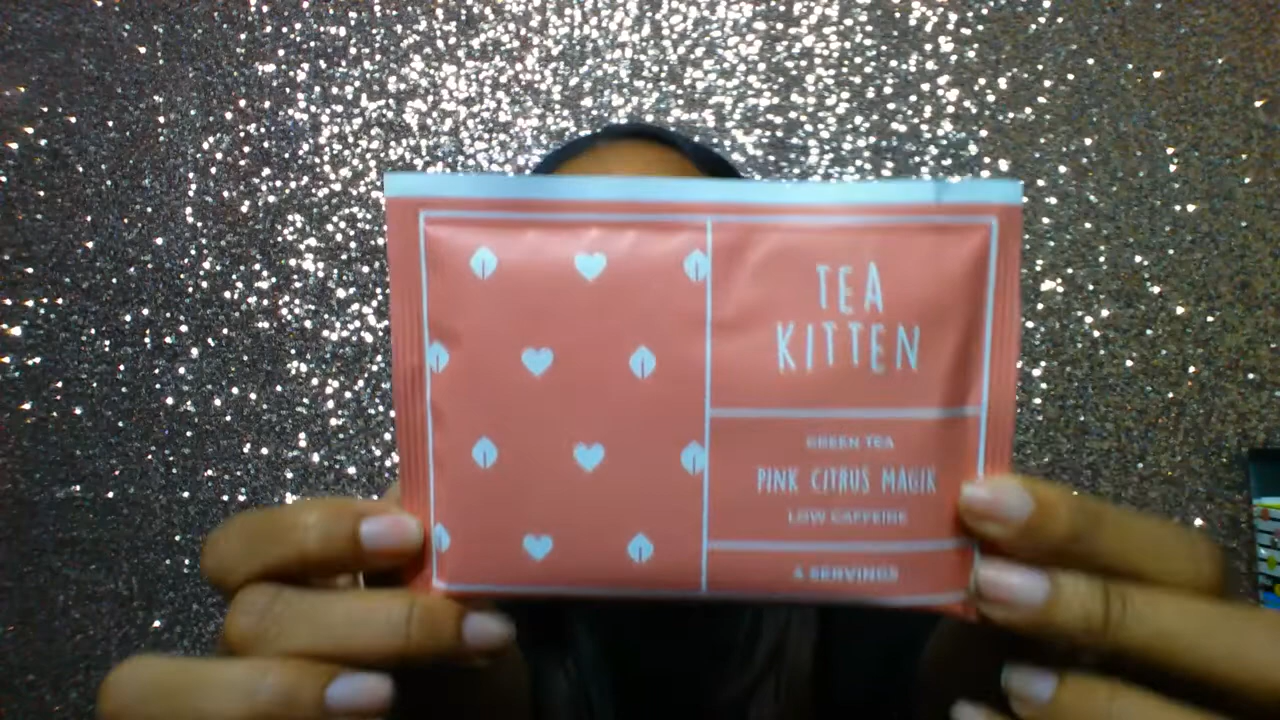 TEA
KITTEN
GREEN TEA
PINK CITRUS MAGIK
LOW CAFFEINE
4 SERVINGS